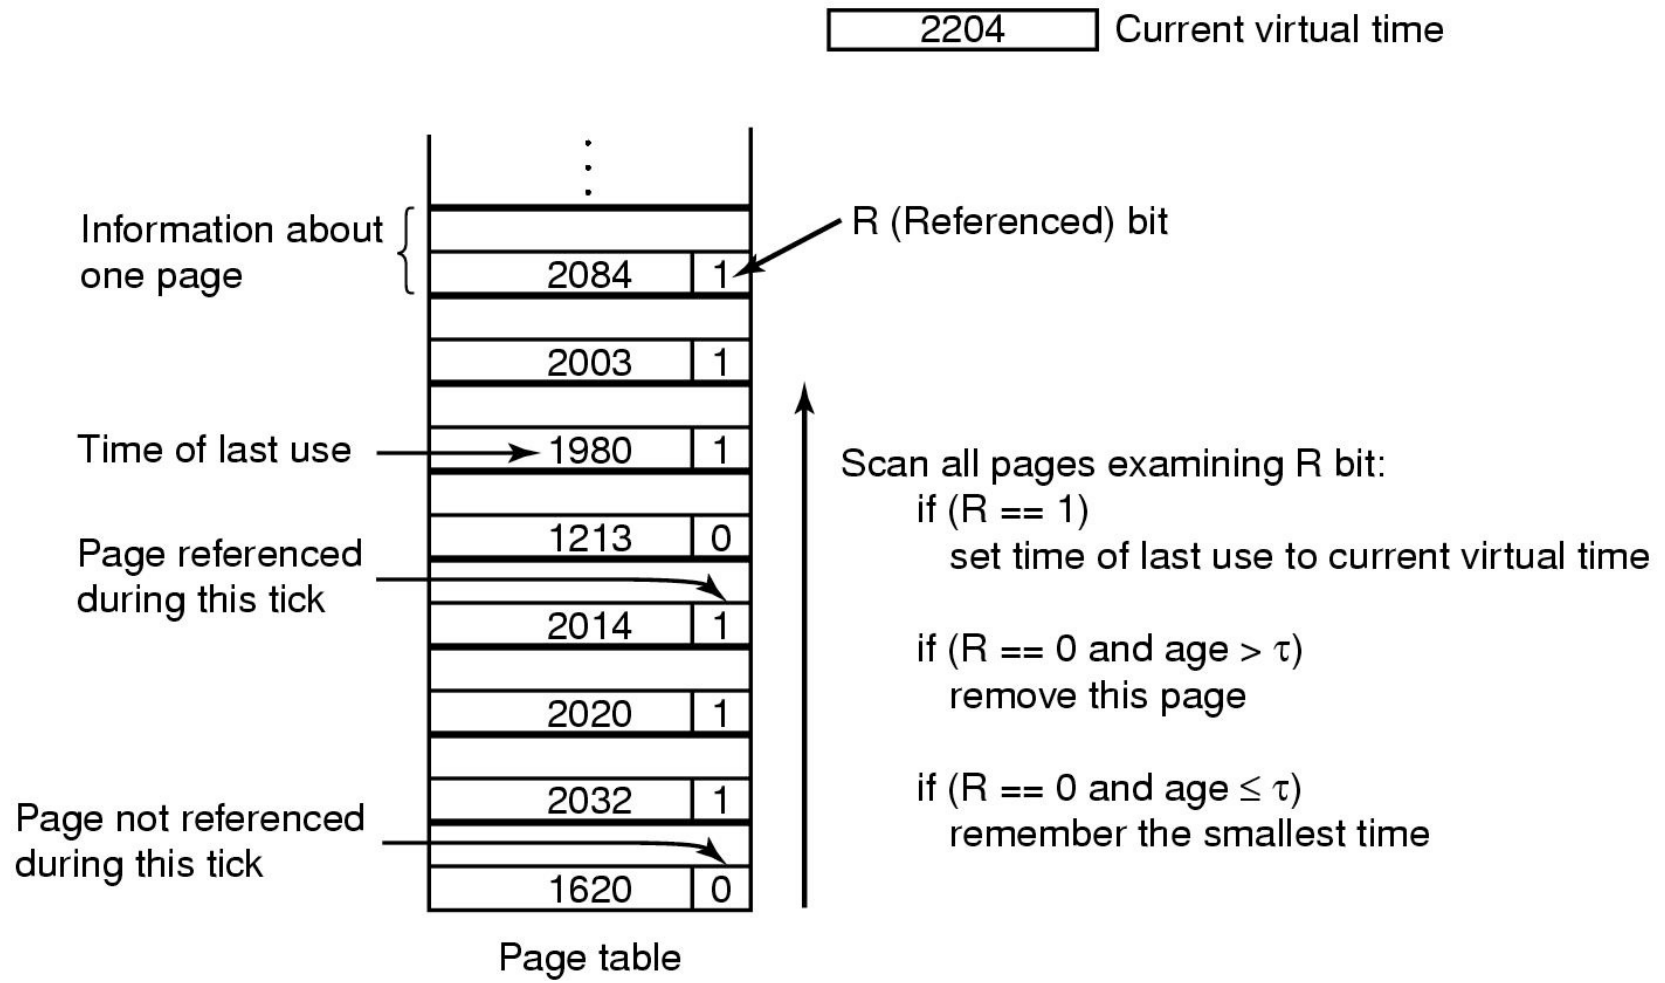 2204 Current virtual time
Information about
one page
R (Referenced) bit
2084 1
2003 1
Time of last use
1980 1
Scan all pages examining R bit:
if (R == 1)
set time of last use to current virtual time
1213 0
Page referenced
during this tick
2014 1
if (R == 0 and age > τ)
remove this page
2020 1
if (R == 0 and age ≤ τ)
remember the smallest time
2032 1
Page not referenced
during this tick
1620 0
Page table